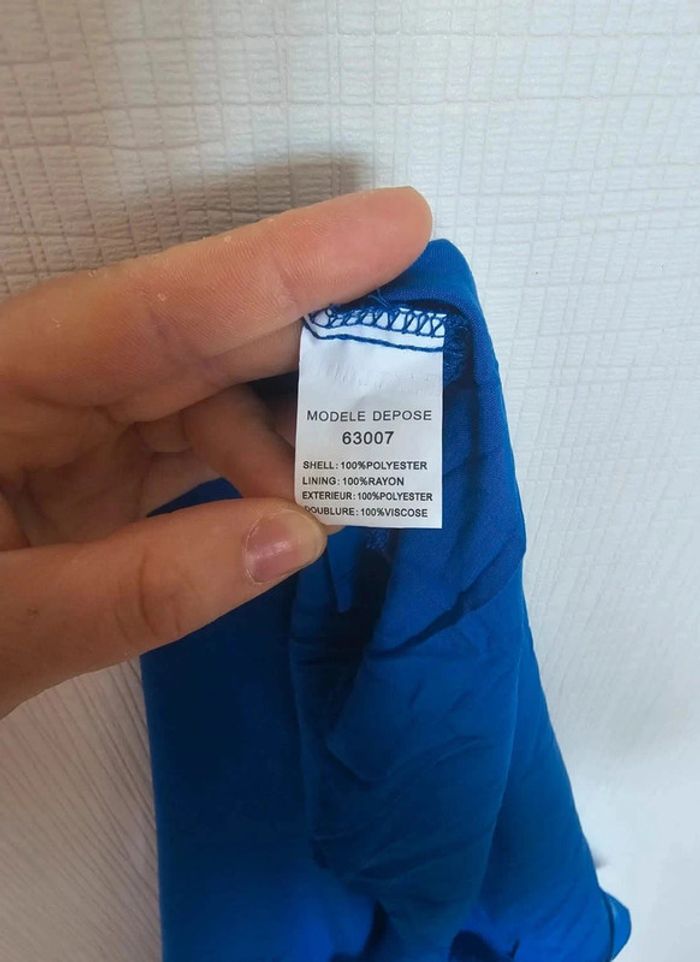 MODELE DEPOSE
63007
SHELL: 100%POLYESTER
LINING: 100%RAYON
EXTERIEUR: 100%POLYESTER
DOUBLURE: 100%VISCOSE